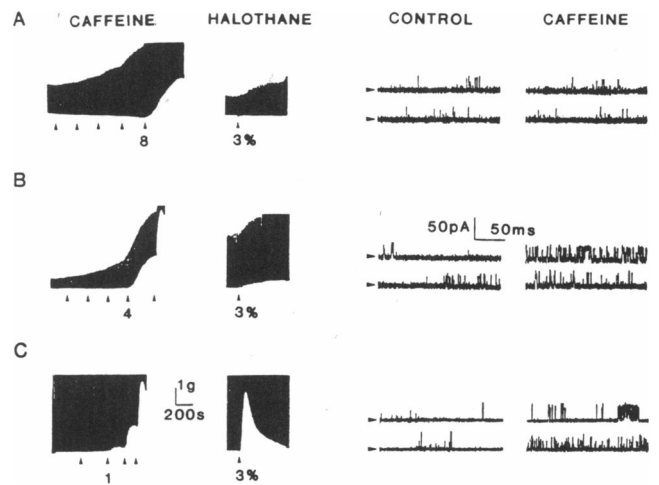 A CAFFEINE HALOTHANE CONTROL CAFFEINE
8 3%
B
50pA 50ms
4 3%
C
1g
200s
1 3%